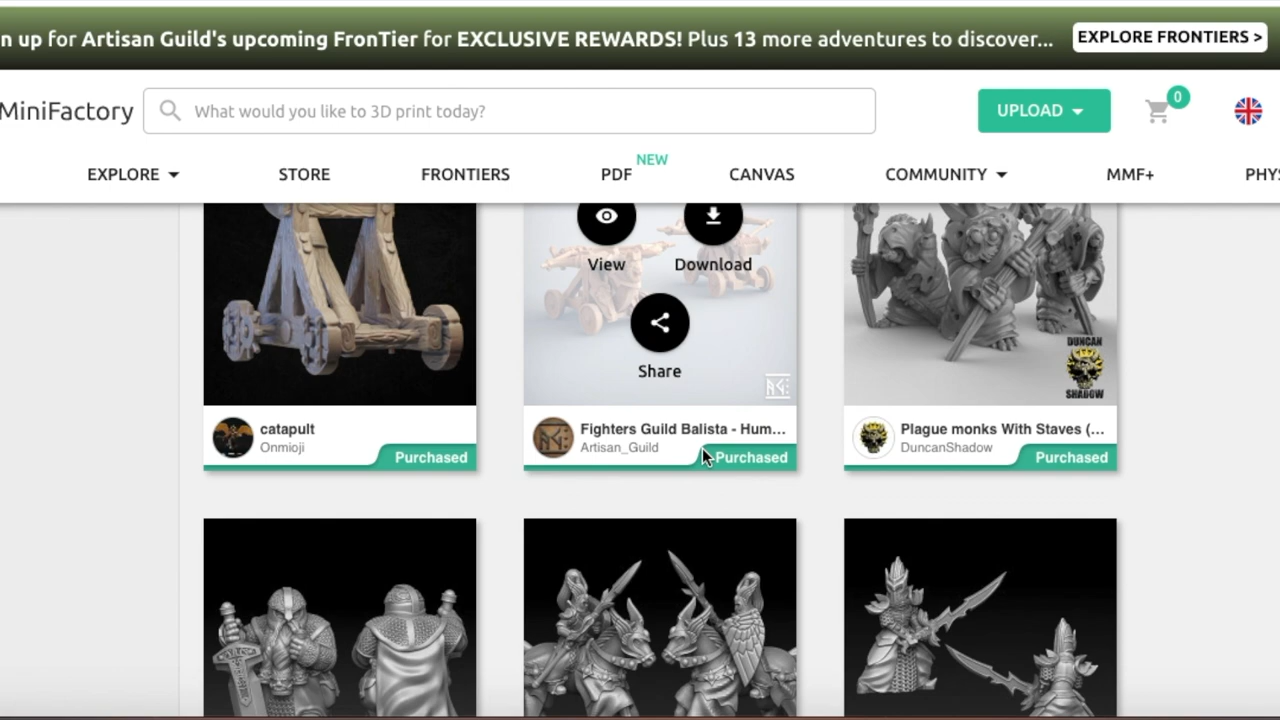 n up for Artisan Guild's upcoming FronTier for EXCLUSIVE REWARDS! Plus 13 more adventures to discover... EXPLORE FRONTIERS >
MiniFactory What would you like to 3D print today? UPLOAD 0
NEW
EXPLORE STORE FRONTIERS PDF CANVAS COMMUNITY MMF+ PHYS
View Download
Share
DUNCAN
SHADOW
catapult
Onmioji
Purchased
Fighters Guild Balista - Hum...
Artisan_Guild
Purchased
Plague monks With Staves (...
DuncanShadow
Purchased